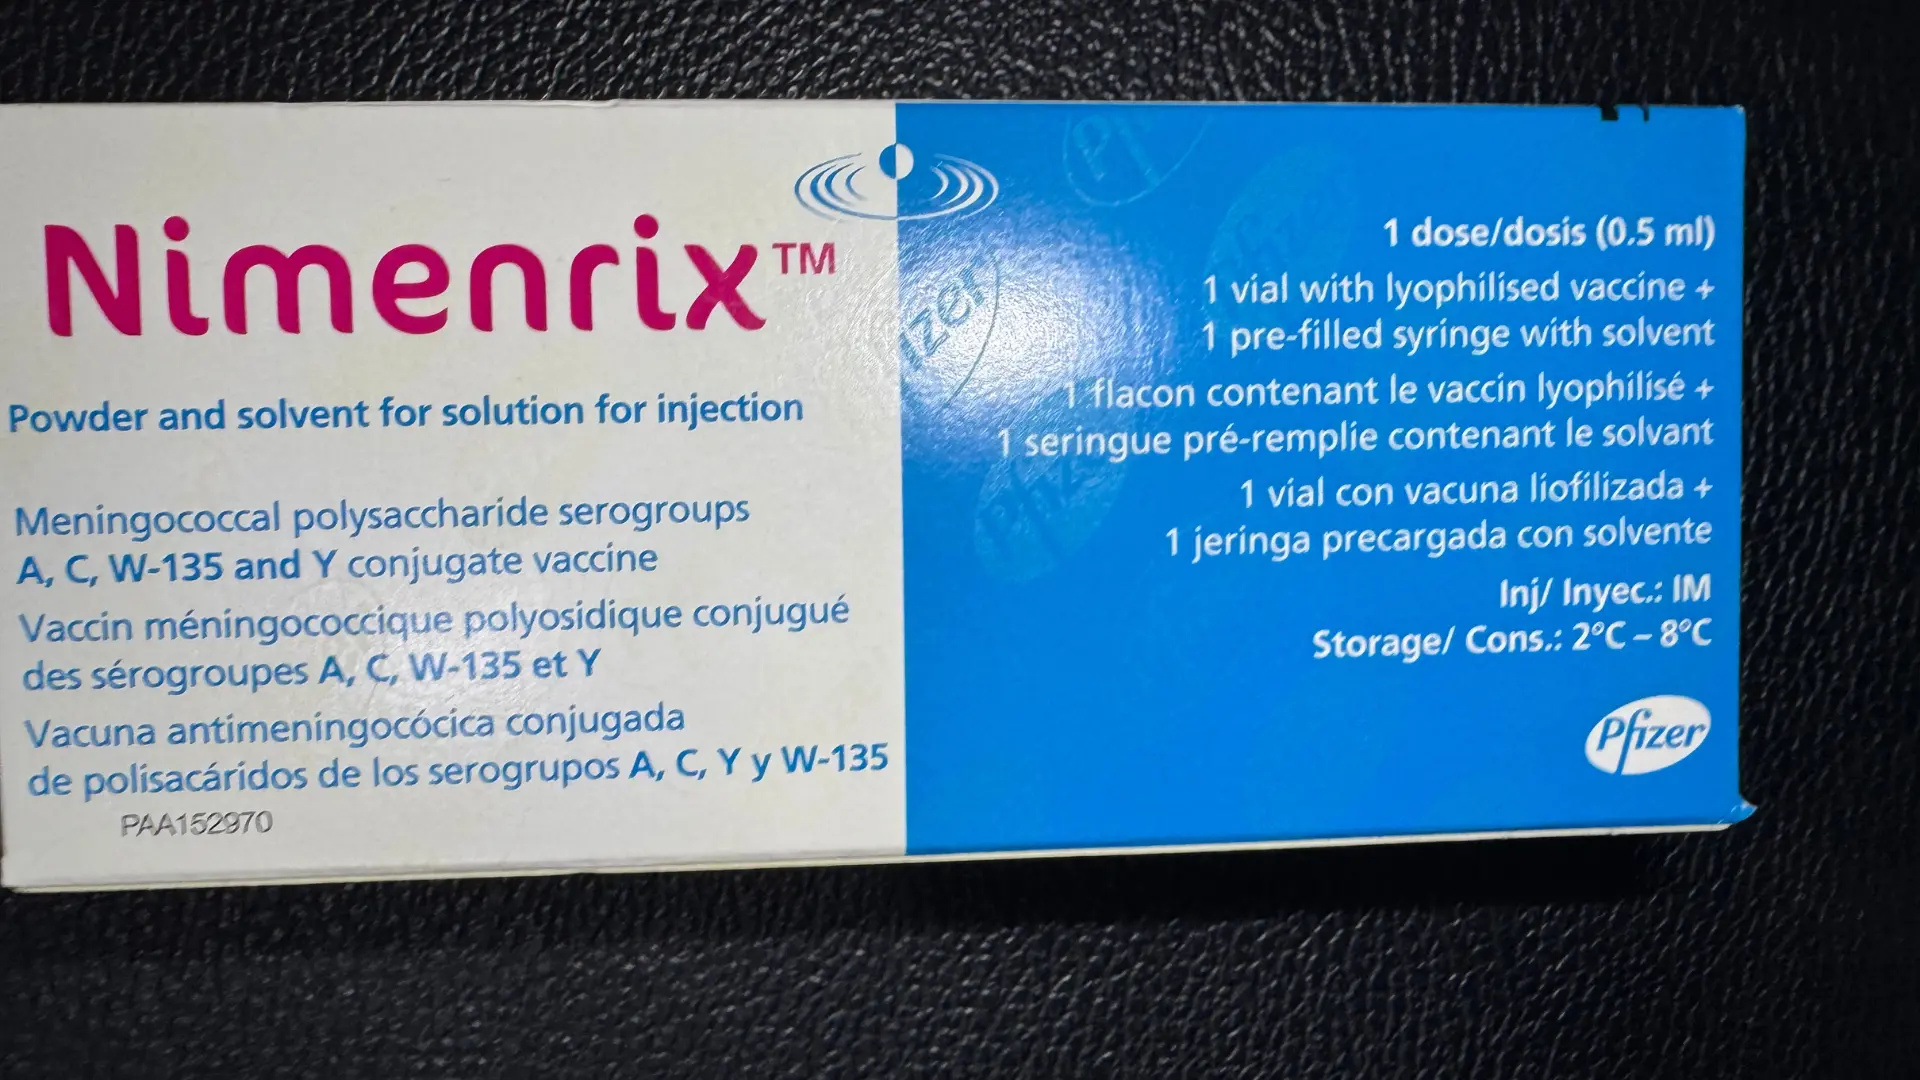 Nimenrix™
Powder and solvent for solution for injection
Meningococcal polysaccharide serogroups
A, C, W-135 and Y conjugate vaccine
Vaccin méningococcique polyosidique conjugué
des sérogroupes A, C, W-135 et Y
Vacuna antimeningocócica conjugada
de polisacáridos de los serogrupos A, C, Y y W-135
PAA152970
1 dose/dosis (0.5 ml)
1 vial with lyophilised vaccine +
1 pre-filled syringe with solvent
1 flacon contenant le vaccin lyophilisé +
1 seringue pré-remplie contenant le solvant
1 vial con vacuna liofilizada +
1 jeringa precargada con solvente
Inj/ Inyec.: IM
Storage/ Cons.: 2°C – 8°C
Pfizer